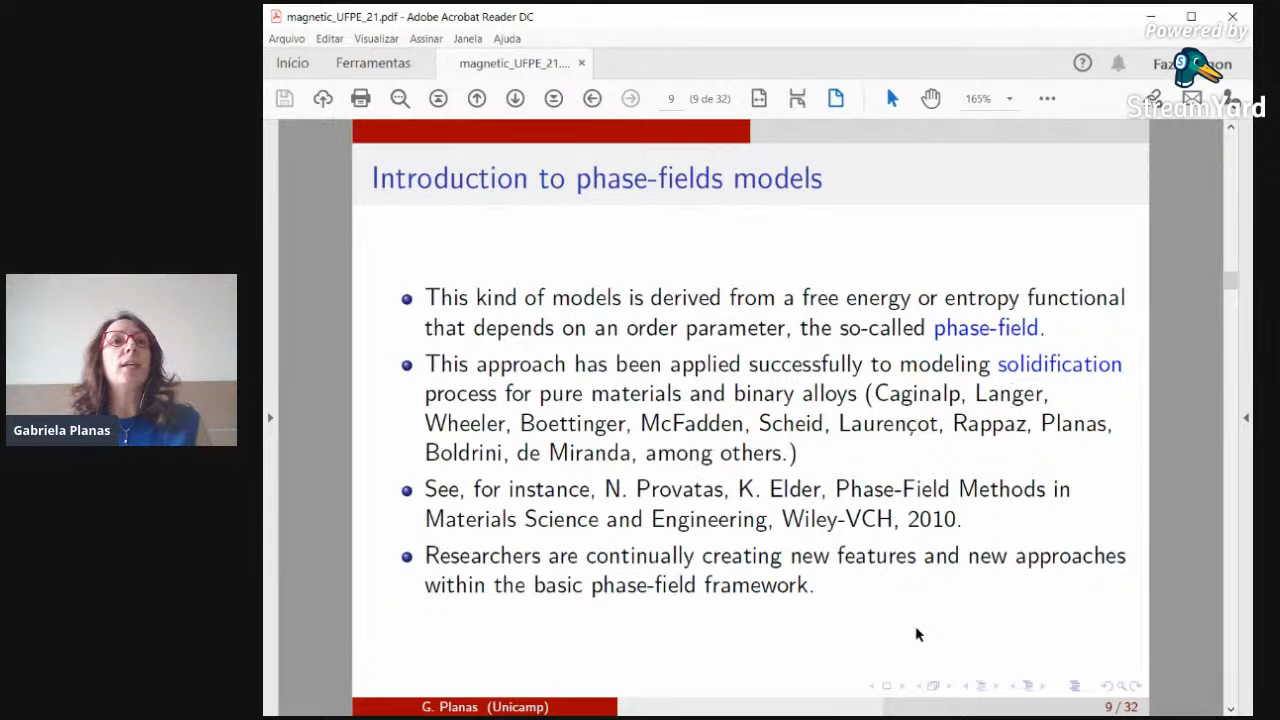 magnetic_UFPE_21.pdf - Adobe Acrobat Reader DC
Powered by
Arquivo Editar Visualizar Assinar Janela Ajuda
Início Ferramentas magnetic_UFPE_21.... ×
StreamYard
9 (9 de 32) 165%
Introduction to phase-fields models
This kind of models is derived from a free energy or entropy functional
that depends on an order parameter, the so-called phase-field.
This approach has been applied successfully to modeling solidification
process for pure materials and binary alloys (Caginalp, Langer,
Wheeler, Boettinger, McFadden, Scheid, Laurençot, Rappaz, Planas,
Boldrini, de Miranda, among others.)
See, for instance, N. Provatas, K. Elder, Phase-Field Methods in
Materials Science and Engineering, Wiley-VCH, 2010.
Researchers are continually creating new features and new approaches
within the basic phase-field framework.
Gabriela Planas
G. Planas (Unicamp) 9 / 32